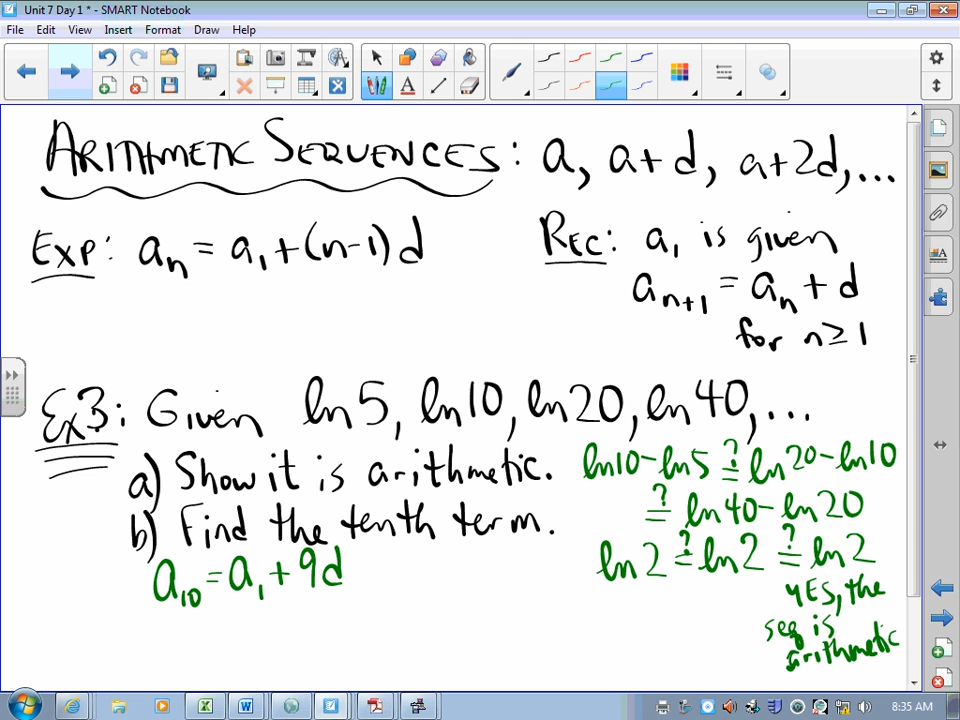 Unit 7 Day 1 * - SMART Notebook
File Edit View Insert Format Draw Help
ARITHMETIC SEQUENCES: a, a+d, a+2d,...
EXP: aₙ = a₁ + (n-1)d
REC: a₁ is given
aₙ₊₁ = aₙ + d
for n ≥ 1
Ex3: Given ln5, ln10, ln20, ln40,...
a) Show it is arithmetic.
b) Find the tenth term.
a₁₀ = a₁ + 9d
ln10-ln5 ≟ ln20-ln10
≟ ln40-ln20
ln2 ≟ ln2 ≟ ln2
YES, the
seq is
arithmetic
8:35 AM